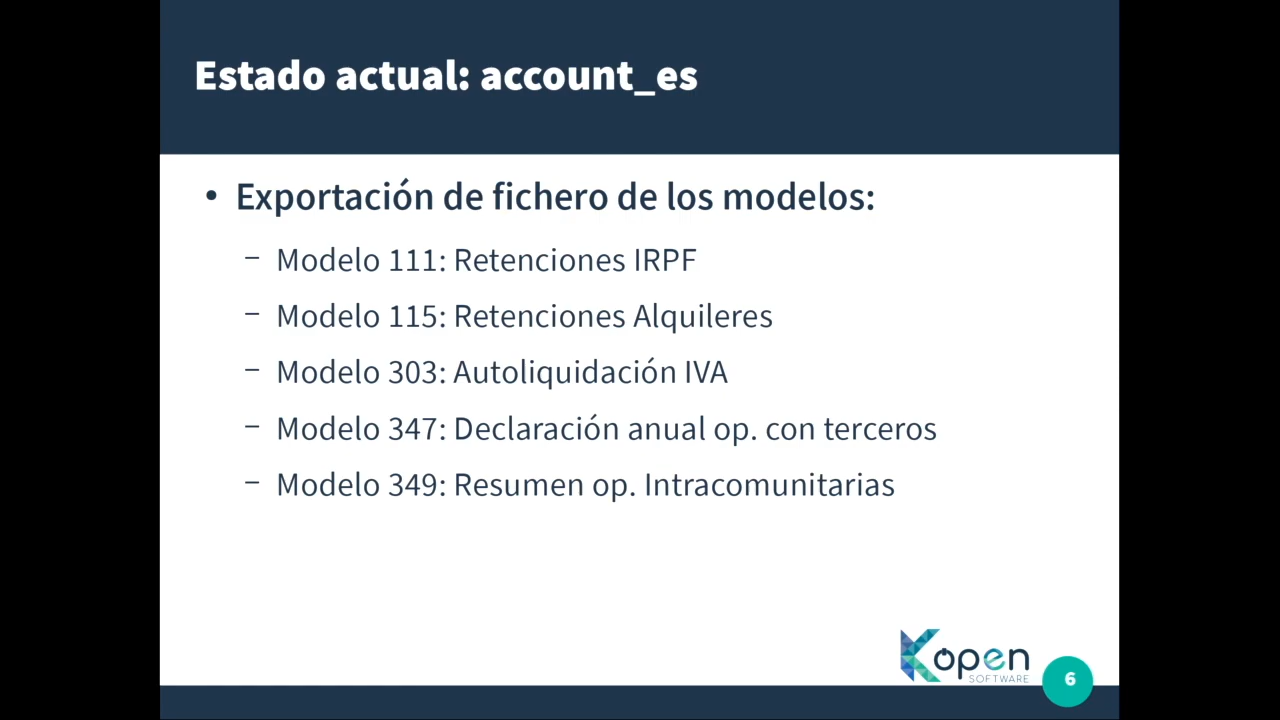 Estado actual: account_es
• Exportación de fichero de los modelos:
– Modelo 111: Retenciones IRPF
– Modelo 115: Retenciones Alquileres
– Modelo 303: Autoliquidación IVA
– Modelo 347: Declaración anual op. con terceros
– Modelo 349: Resumen op. Intracomunitarias
Kopen
SOFTWARE
6